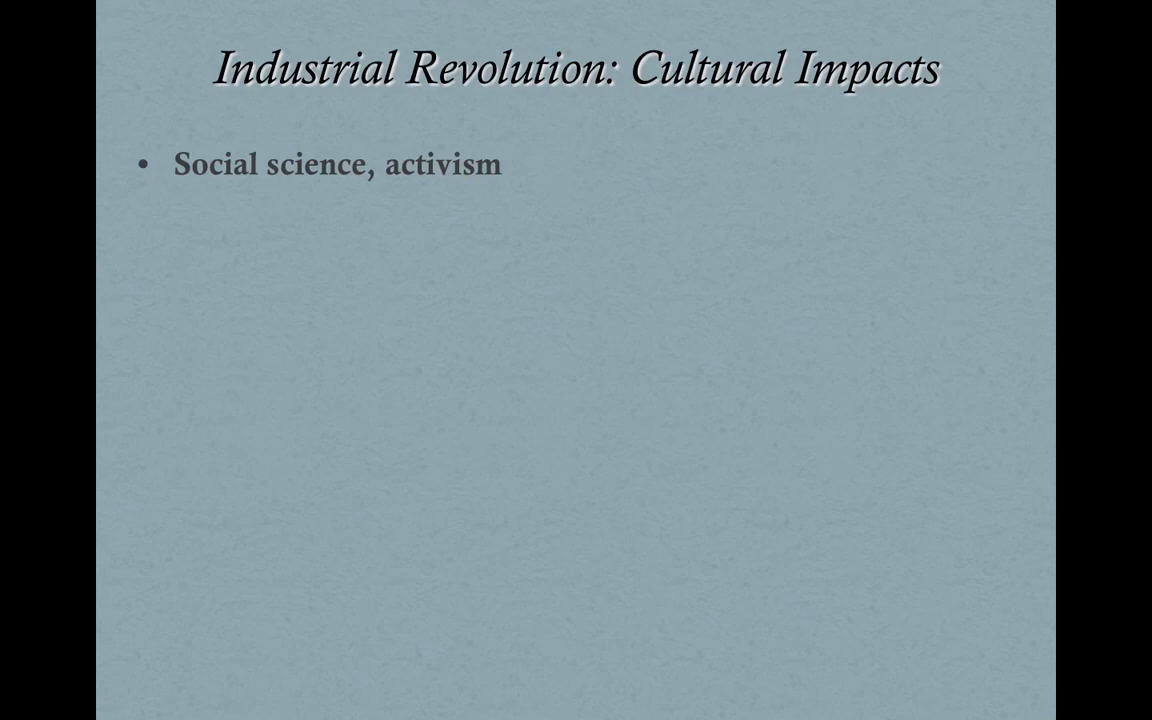 Industrial Revolution: Cultural Impacts
• Social science, activism